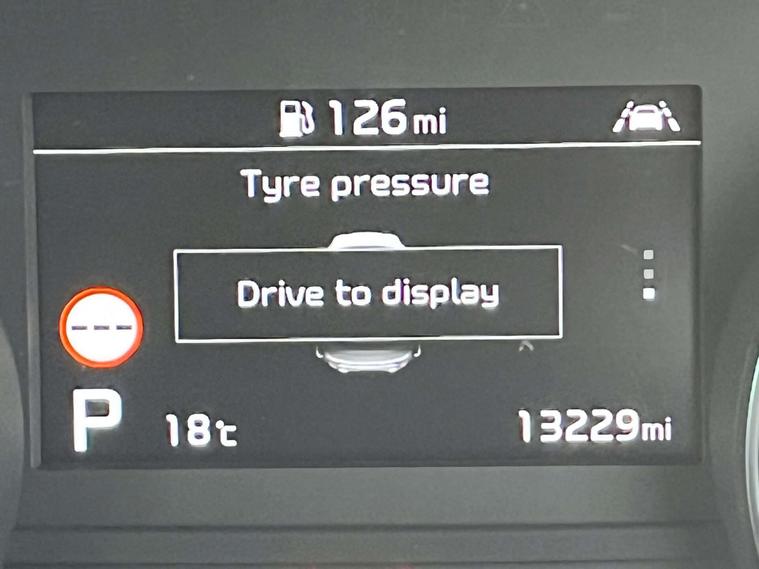 126mi
Tyre pressure
Drive to display
---
P 18℃ 13229mi